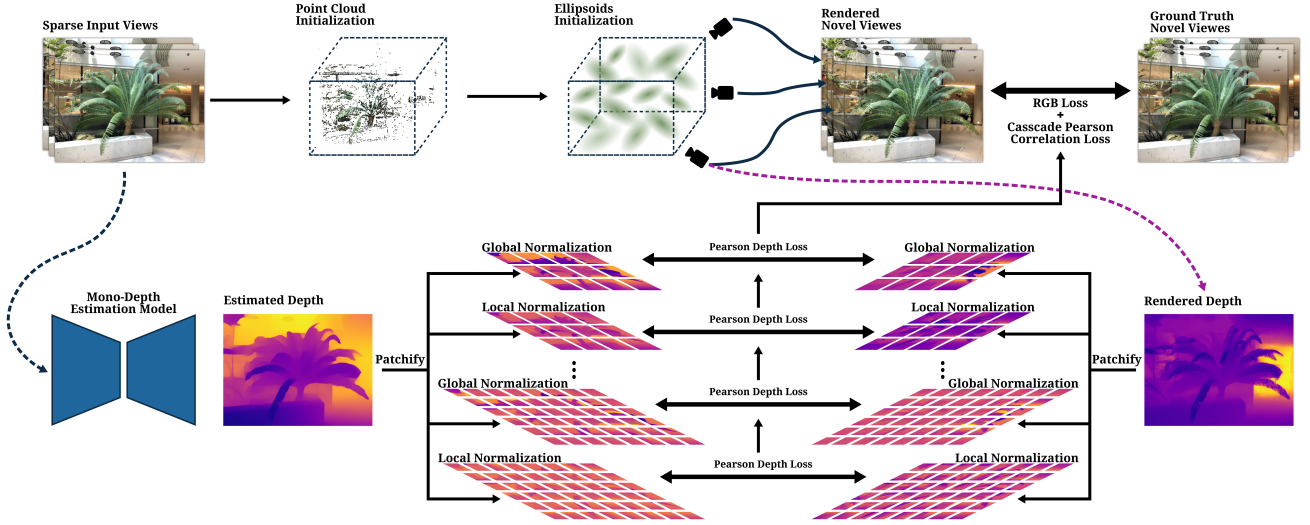 Sparse Input Views
Point Cloud
Initialization
Ellipsoids
Initialization
Rendered
Novel Viewes
Ground Truth
Novel Viewes
RGB Loss
+
Casscade Pearson
Correlation Loss
Mono-Depth
Estimation Model
Estimated Depth
Patchify
Global Normalization
Pearson Depth Loss
Global Normalization
Local Normalization
Pearson Depth Loss
Local Normalization
Global Normalization
Pearson Depth Loss
Global Normalization
Local Normalization
Pearson Depth Loss
Local Normalization
Patchify
Rendered Depth